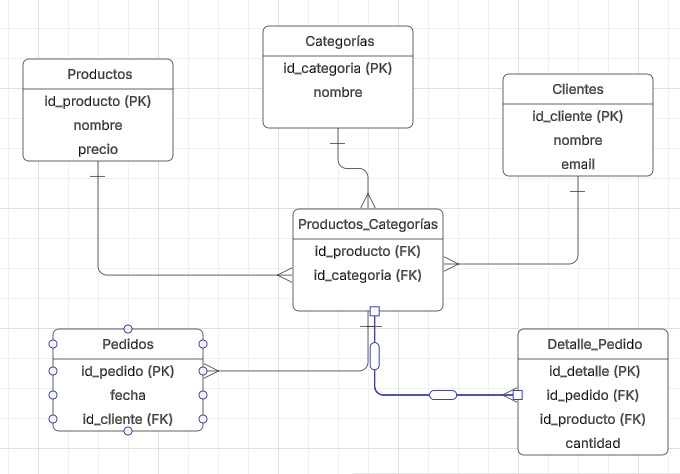 Categorías
id_categoria (PK)
nombre
Productos
id_producto (PK)
nombre
precio
Clientes
id_cliente (PK)
nombre
email
Productos_Categorías
id_producto (FK)
id_categoria (FK)
Pedidos
id_pedido (PK)
fecha
id_cliente (FK)
Detalle_Pedido
id_detalle (PK)
id_pedido (FK)
id_producto (FK)
cantidad